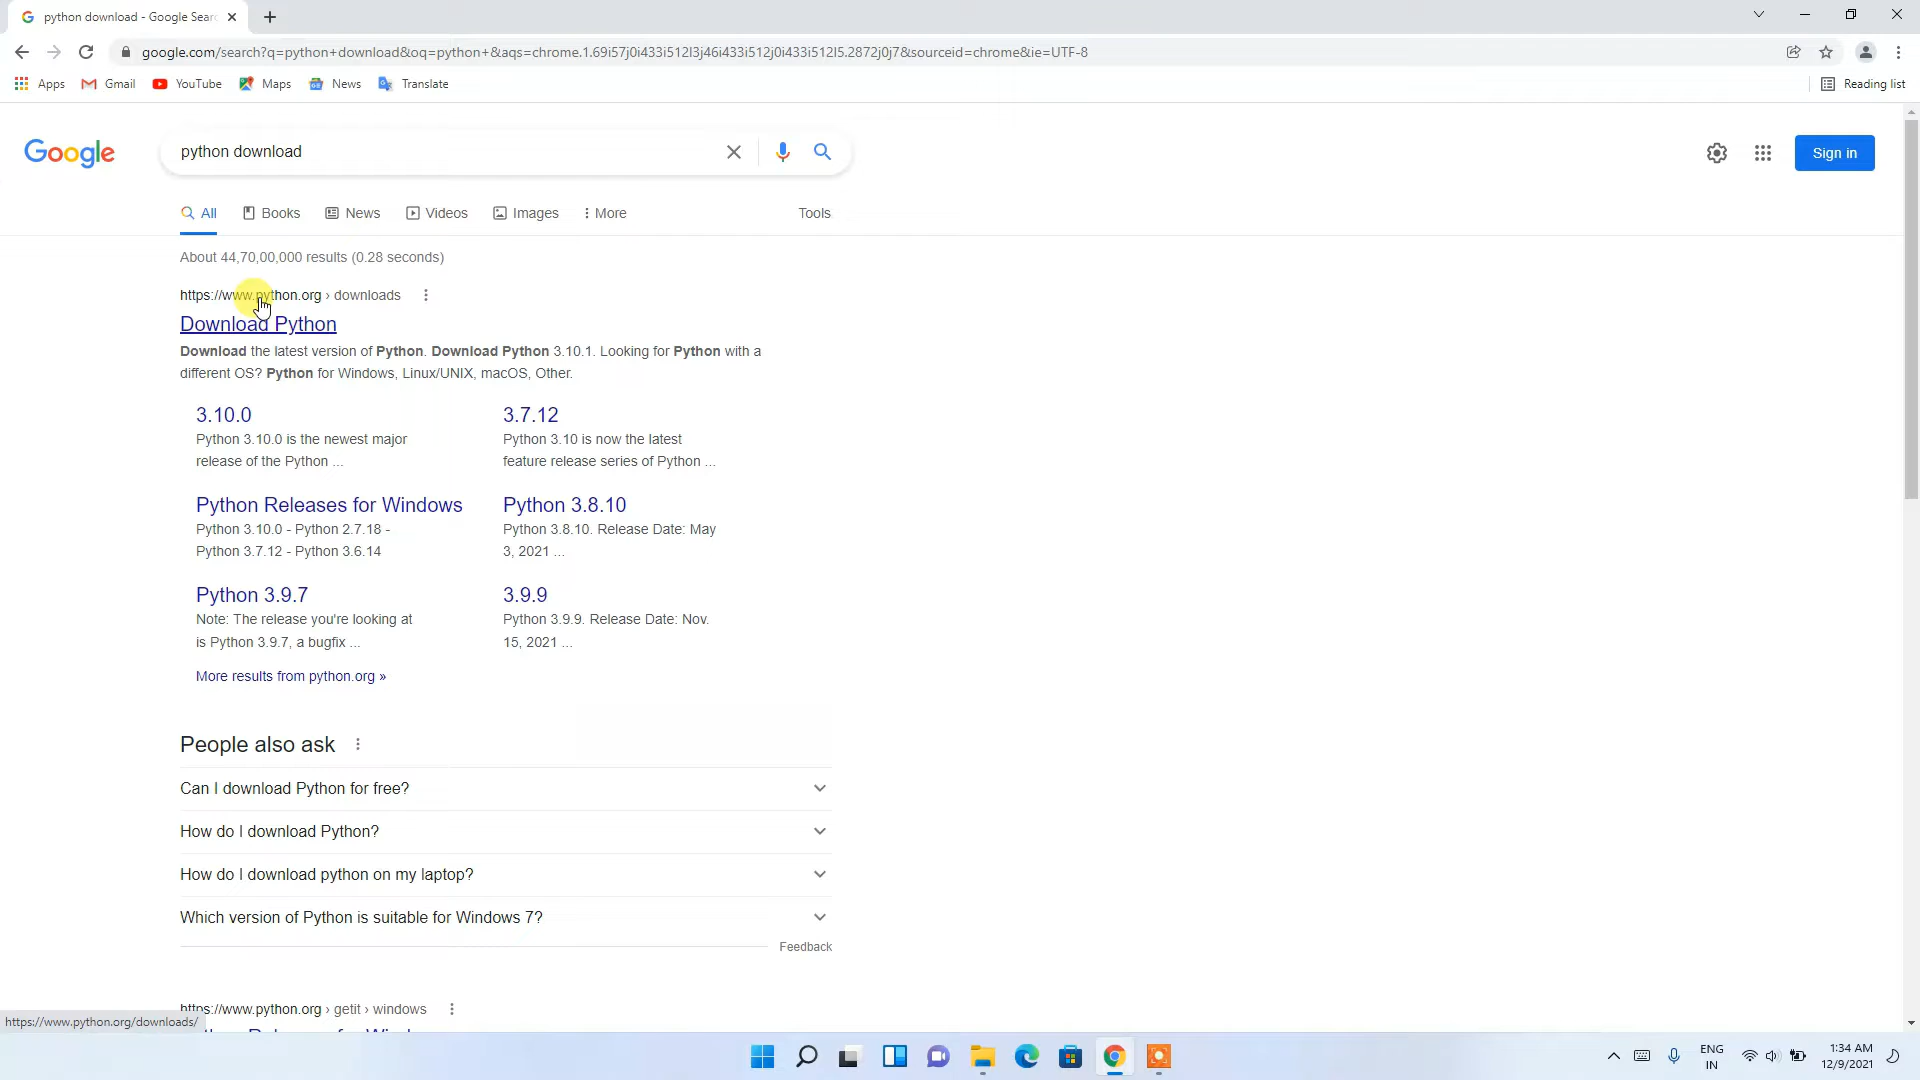 python download - Google Sear
google.com/search?q=python+download&oq=python+&aqs=chrome.1.69i57j0i433i512l3j46i433i512j0i433i512l5.2872j0j7&sourceid=chrome&ie=UTF-8
Apps Gmail YouTube Maps News Translate Reading list
Google python download Sign in
All Books News Videos Images More Tools
About 44,70,00,000 results (0.28 seconds)
https://www.python.org › downloads
Download Python
Download the latest version of Python. Download Python 3.10.1. Looking for Python with a
different OS? Python for Windows, Linux/UNIX, macOS, Other.
3.10.0
Python 3.10.0 is the newest major
release of the Python ...
3.7.12
Python 3.10 is now the latest
feature release series of Python ...
Python Releases for Windows
Python 3.10.0 - Python 2.7.18 -
Python 3.7.12 - Python 3.6.14
Python 3.8.10
Python 3.8.10. Release Date: May
3, 2021 ...
Python 3.9.7
Note: The release you're looking at
is Python 3.9.7, a bugfix ...
3.9.9
Python 3.9.9. Release Date: Nov.
15, 2021 ...
More results from python.org »
People also ask
Can I download Python for free?
How do I download Python?
How do I download python on my laptop?
Which version of Python is suitable for Windows 7?
Feedback
https://www.python.org › getit › windows
https://www.python.org/downloads/
ENG
IN
1:34 AM
12/9/2021